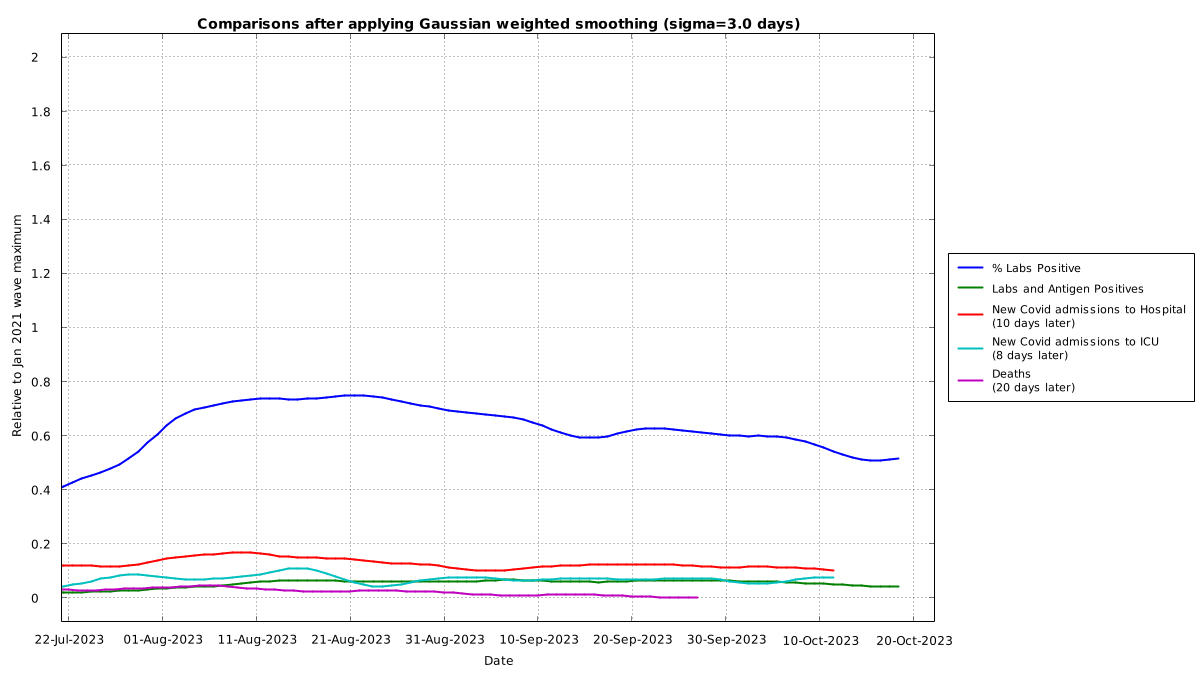 Comparisons after applying Gaussian weighted smoothing (sigma=3.0 days)
Relative to Jan 2021 wave maximum
2
1.8
1.6
1.4
1.2
1
0.8
0.6
0.4
0.2
0
22-Jul-2023 01-Aug-2023 11-Aug-2023 21-Aug-2023 31-Aug-2023 10-Sep-2023 20-Sep-2023 30-Sep-2023 10-Oct-2023 20-Oct-2023
Date
% Labs Positive
Labs and Antigen Positives
New Covid admissions to Hospital
(10 days later)
New Covid admissions to ICU
(8 days later)
Deaths
(20 days later)